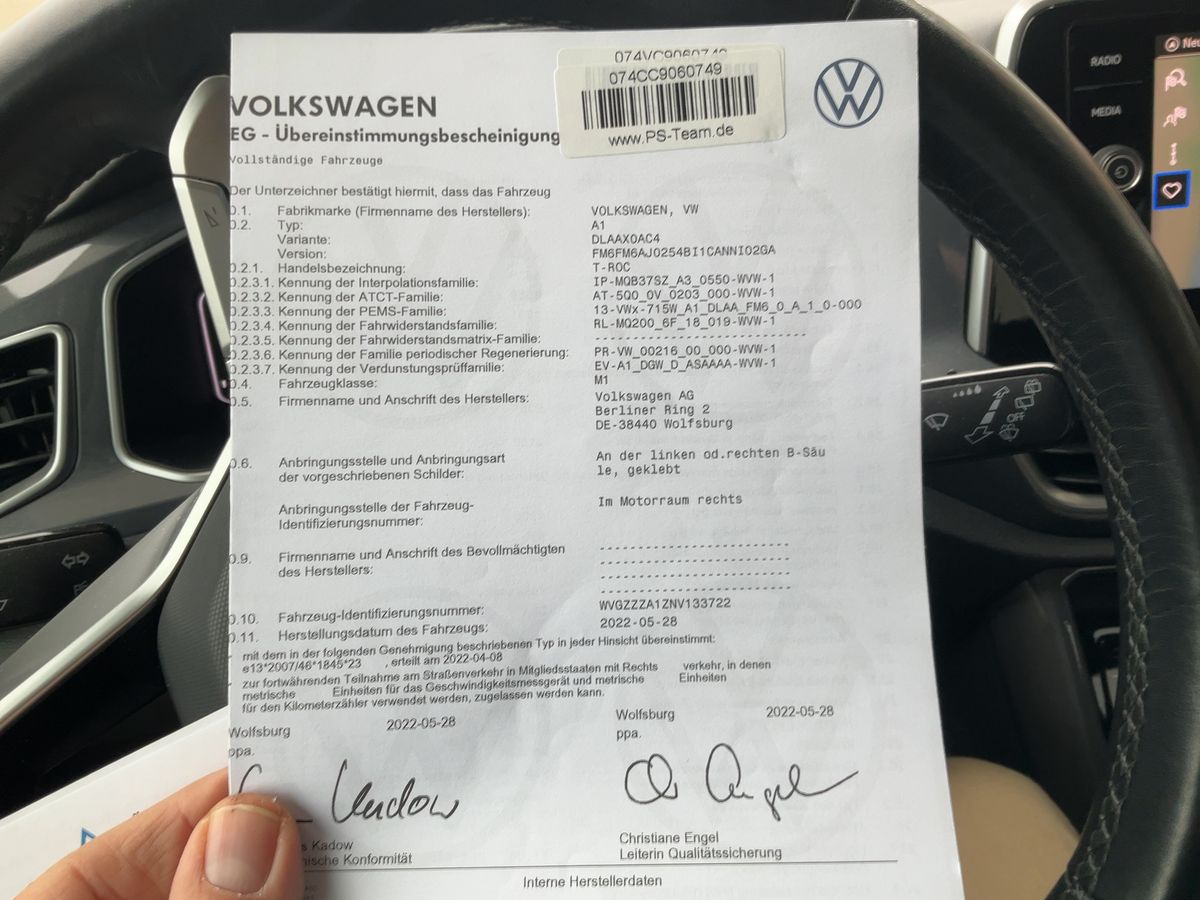 074VC9060749
074CC9060749
www.PS-Team.de
RADIO
MEDIA
VOLKSWAGEN
EG - Übereinstimmungsbescheinigung
Vollständige Fahrzeuge
Der Unterzeichner bestätigt hiermit, dass das Fahrzeug
0.1. Fabrikmarke (Firmenname des Herstellers): VOLKSWAGEN, VW
0.2. Typ: A1
Variante: DLAAX0AC4
Version: FM6FM6AJ0254BI1CANNI02GA
0.2.1. Handelsbezeichnung: T-ROC
0.2.3.1. Kennung der Interpolationsfamilie: IP-MQB37SZ_A3_0550-WVW-1
0.2.3.2. Kennung der ATCT-Familie: AT-5Q0_0V_0203_000-WVW-1
0.2.3.3. Kennung der PEMS-Familie: 13-VWx-715W_A1_DLAA_FM6_0_A_1_0-000
0.2.3.4. Kennung der Fahrwiderstandsfamilie: RL-MQ200_6F_18_019-WVW-1
0.2.3.5. Kennung der Fahrwiderstandsmatrix-Familie: ---------------------------
0.2.3.6. Kennung der Familie periodischer Regenerierung: PR-VW_00216_00_000-WVW-1
0.2.3.7. Kennung der Verdunstungsprüffamilie: EV-A1_DGW_D_ASAAAA-WVW-1
0.4. Fahrzeugklasse: M1
0.5. Firmenname und Anschrift des Herstellers: Volkswagen AG
Berliner Ring 2
DE-38440 Wolfsburg
0.6. Anbringungsstelle und Anbringungsart An der linken od.rechten B-Säu
der vorgeschriebenen Schilder: le, geklebt
Anbringungsstelle der Fahrzeug- Im Motorraum rechts
Identifizierungsnummer:
0.9. Firmenname und Anschrift des Bevollmächtigten
des Herstellers:
0.10. Fahrzeug-Identifizierungsnummer: WVGZZZA1ZNV133722
0.11. Herstellungsdatum des Fahrzeugs: 2022-05-28
- mit dem in der folgenden Genehmigung beschriebenen Typ in jeder Hinsicht übereinstimmt:
e13*2007/46*1845*23 , erteilt am 2022-04-08
- zur fortwährenden Teilnahme am Straßenverkehr in Mitgliedsstaaten mit Rechts verkehr, in denen
metrische Einheiten für das Geschwindigkeitsmessgerät und metrische Einheiten
für den Kilometerzähler verwendet werden, zugelassen werden kann.
Wolfsburg 2022-05-28 Wolfsburg 2022-05-28
ppa. ppa.
Kadow
Engel
s Kadow Christiane Engel
nische Konformität Leiterin Qualitätssicherung
Interne Herstellerdaten